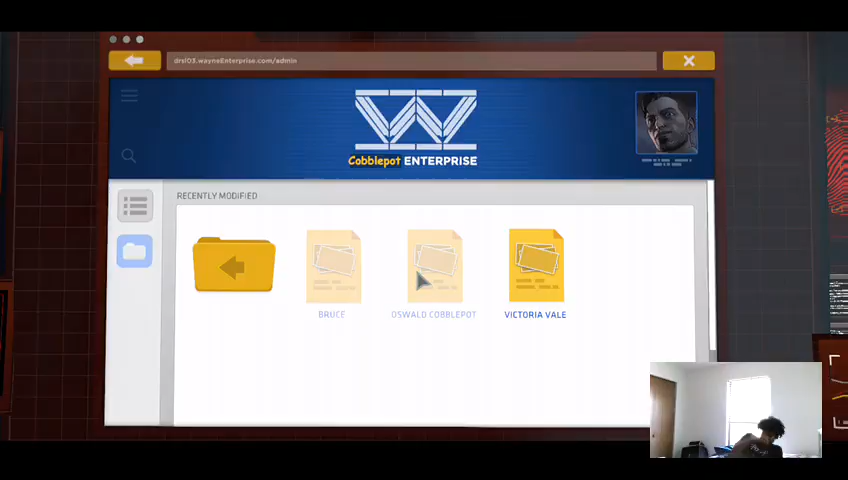 drsl03.wayneEnterprise.com/admin
Cobblepot ENTERPRISE
RECENTLY MODIFIED
BRUCE
OSWALD COBBLEPOT
VICTORIA VALE